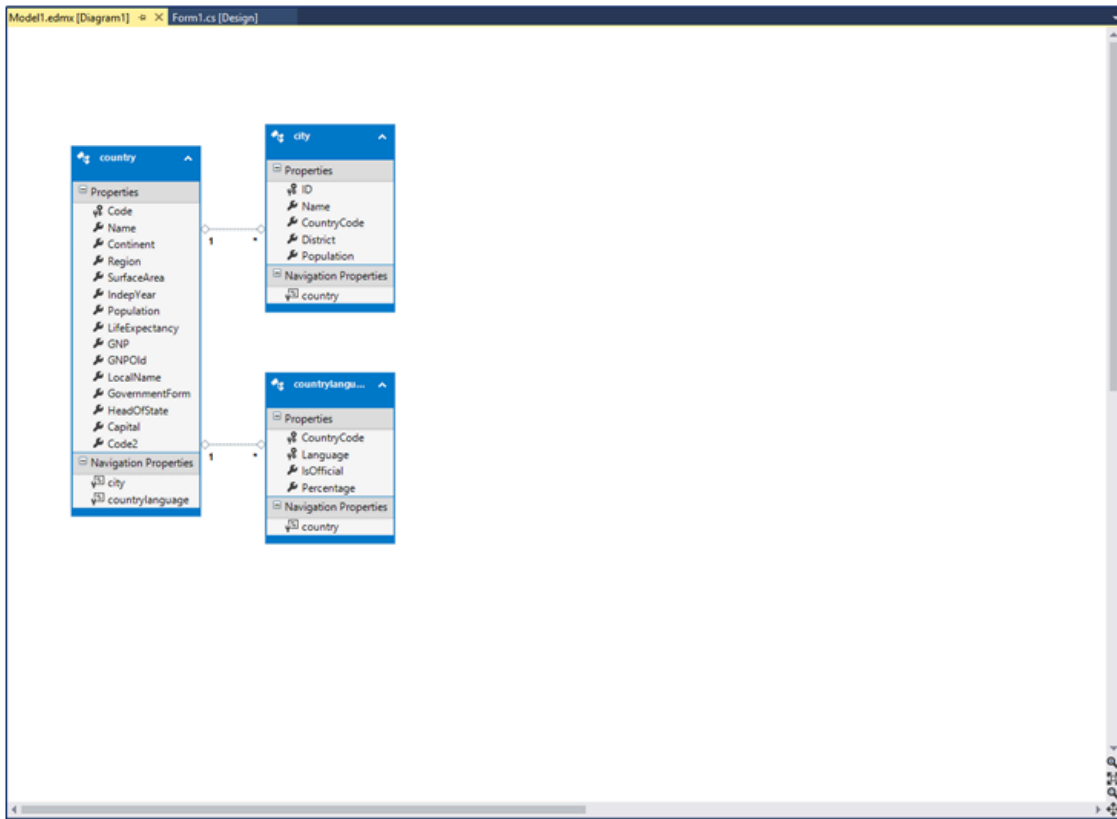 Model1.edmx [Diagram1]
Form1.cs [Design]
country
Properties
Code
Name
Continent
Region
SurfaceArea
IndepYear
Population
LifeExpectancy
GNP
GNPOld
LocalName
GovernmentForm
HeadOfState
Capital
Code2
Navigation Properties
city
countrylanguage
1 *
1 *
city
Properties
ID
Name
CountryCode
District
Population
Navigation Properties
country
countrylangu...
Properties
CountryCode
Language
IsOfficial
Percentage
Navigation Properties
country